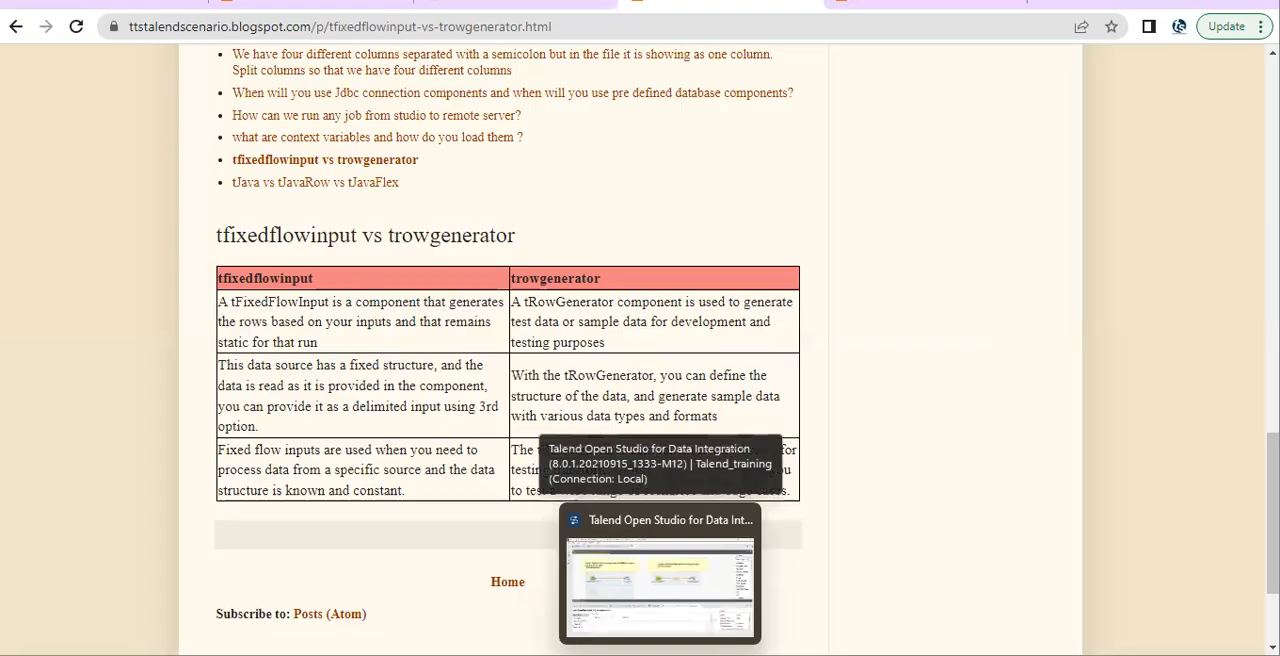 ttstalendscenario.blogspot.com/p/tfixedflowinput-vs-trowgenerator.html
Update
We have four different columns separated with a semicolon but in the file it is showing as one column.
Split columns so that we have four different columns
When will you use Jdbc connection components and when will you use pre defined database components?
How can we run any job from studio to remote server?
what are context variables and how do you load them ?
tfixedflowinput vs trowgenerator
tJava vs tJavaRow vs tJavaFlex
tfixedflowinput vs trowgenerator
tfixedflowinput
trowgenerator
A tFixedFlowInput is a component that generates
the rows based on your inputs and that remains
static for that run
A tRowGenerator component is used to generate
test data or sample data for development and
testing purposes
This data source has a fixed structure, and the
data is read as it is provided in the component,
you can provide it as a delimited input using 3rd
option.
With the tRowGenerator, you can define the
structure of the data, and generate sample data
with various data types and formats
Fixed flow inputs are used when you need to
process data from a specific source and the data
structure is known and constant.
The for
testin
to test
Talend Open Studio for Data Integration
(8.0.1.20210915_1333-M12) | Talend_training
(Connection: Local)
Talend Open Studio for Data Int...
Home
Subscribe to: Posts (Atom)